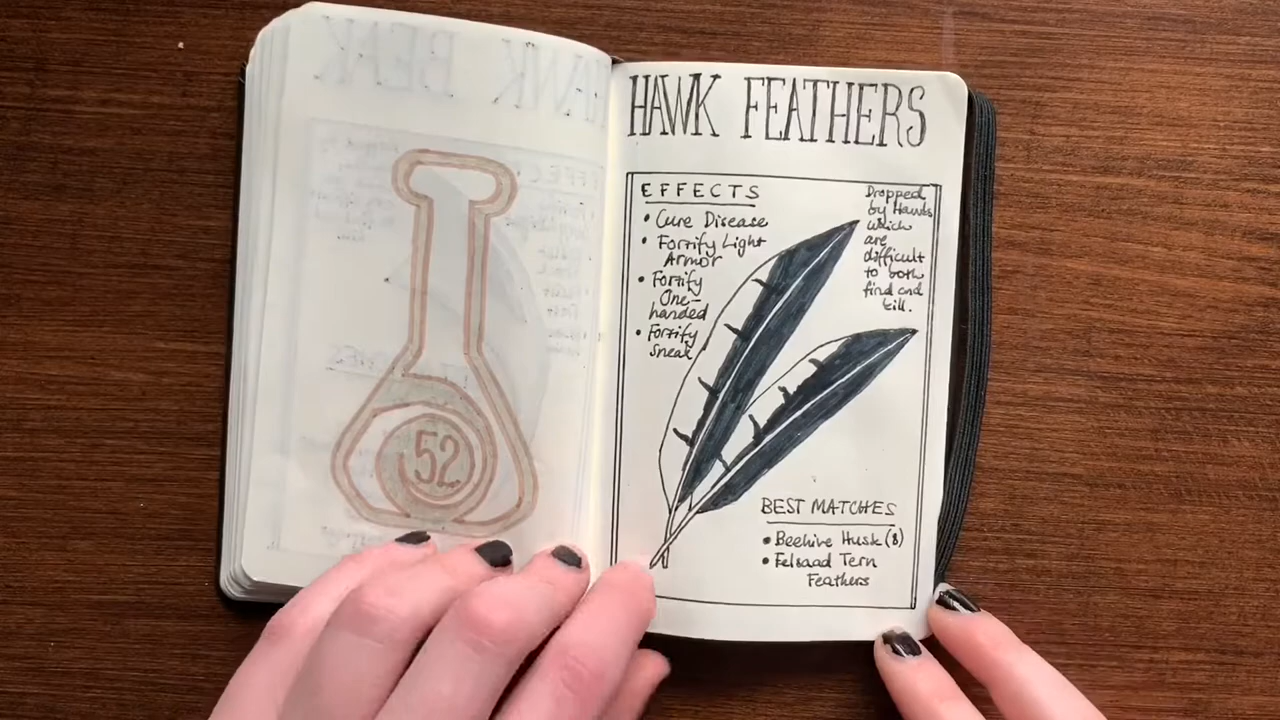 52
HAWK FEATHERS
EFFECTS
• Cure Disease
• Fortify Light
Armor
• Fortify
One-
handed
• Fortify
Sneak
Dropped
by Hawks
which
are
difficult
to both
find and
kill.
BEST MATCHES
• Beehive Husk (8)
• Felsaad Tern
Feathers